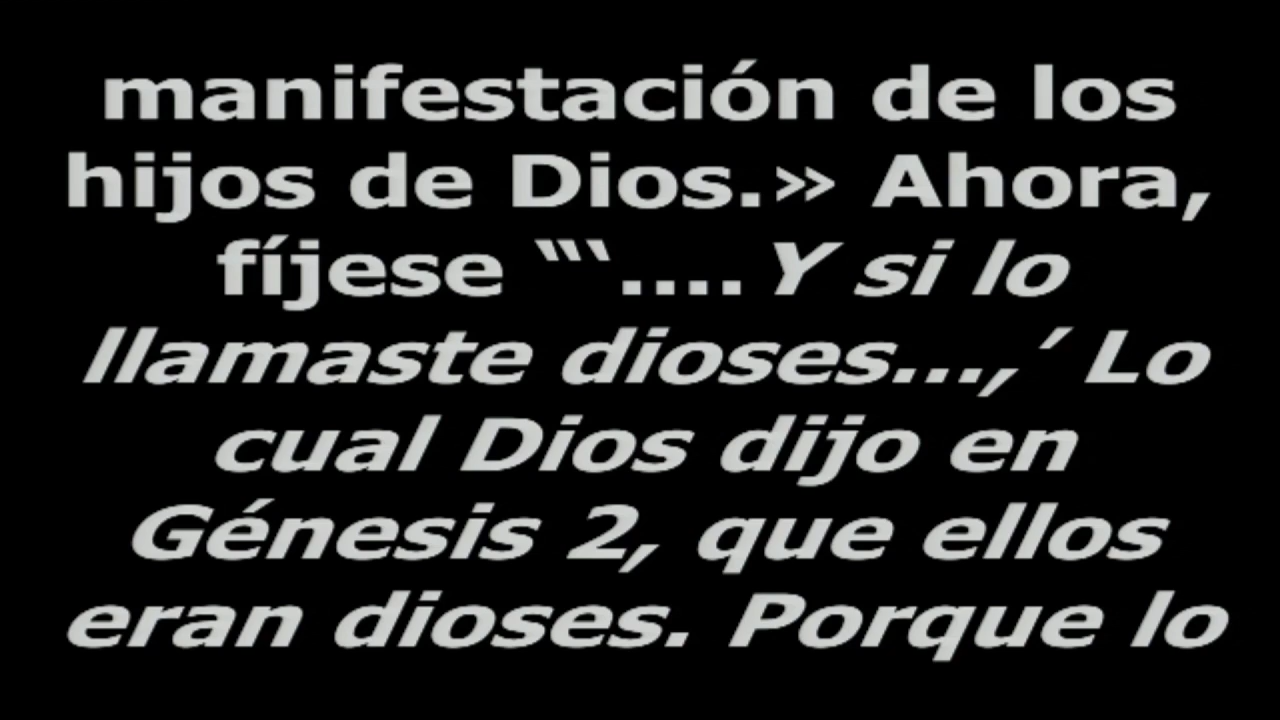 manifestación de los
hijos de Dios.» Ahora,
fíjese “‘....Y si lo
llamaste dioses...,’ Lo
cual Dios dijo en
Génesis 2, que ellos
eran dioses. Porque lo